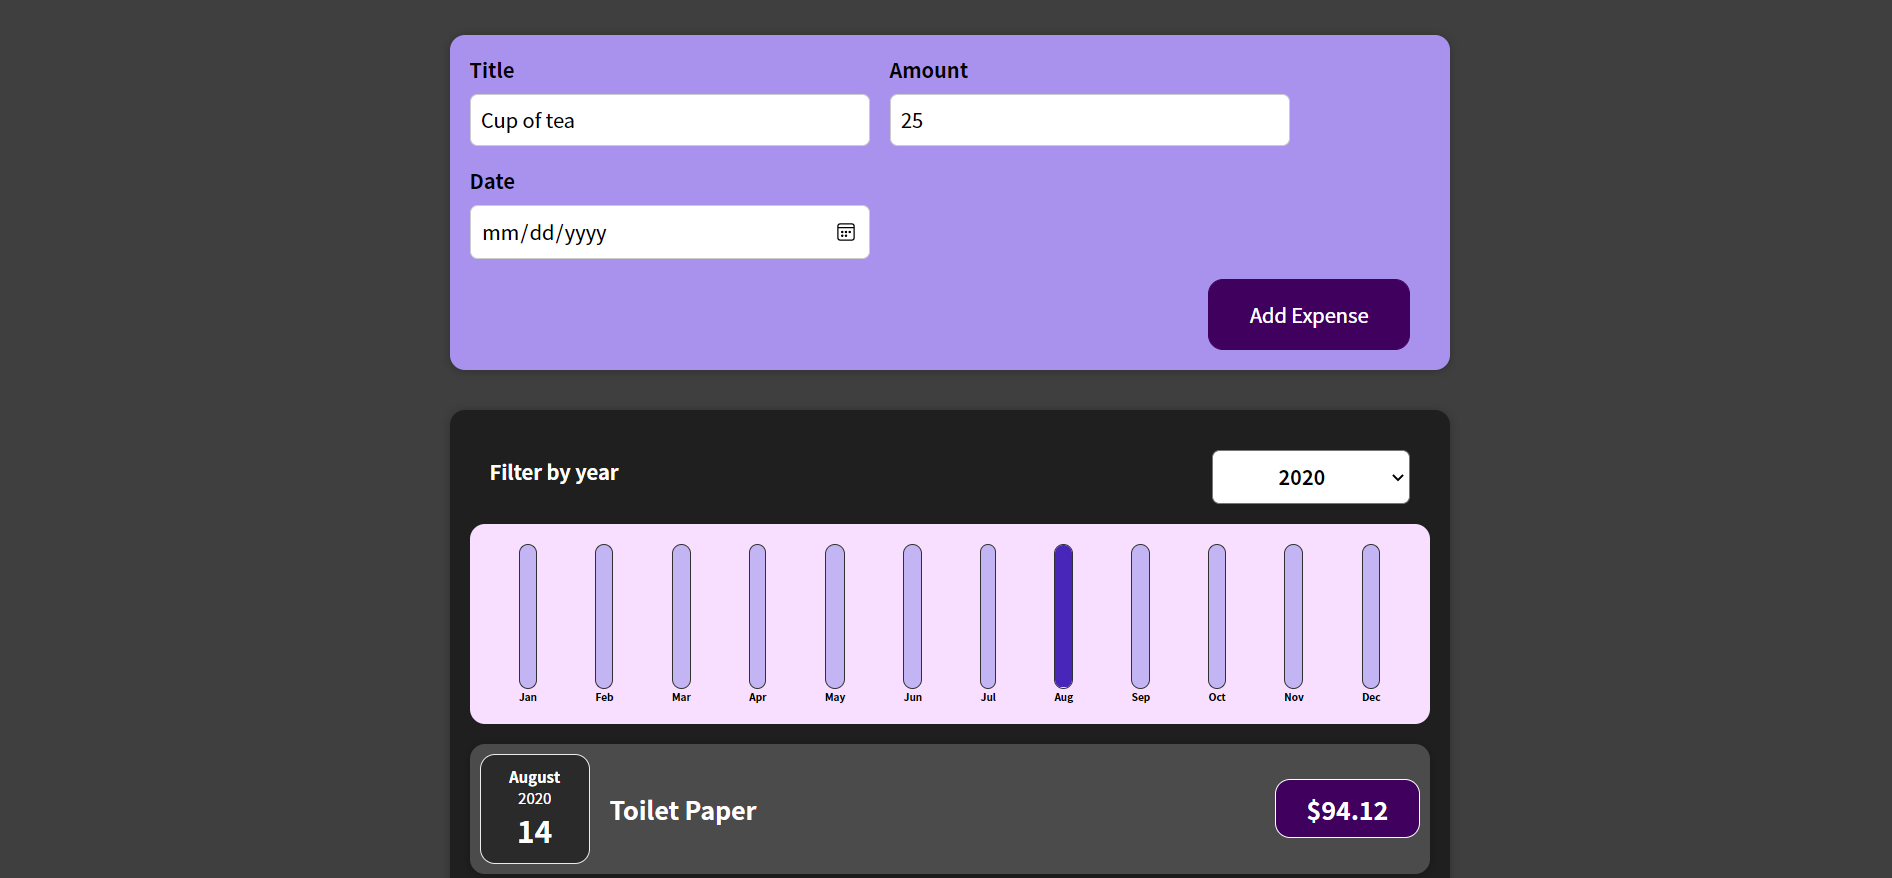 Title
Amount
Cup of tea
25
Date
mm/dd/yyyy
Add Expense
Filter by year
2020
Jan Feb Mar Apr May Jun Jul Aug Sep Oct Nov Dec
August
2020
14
Toilet Paper
$94.12